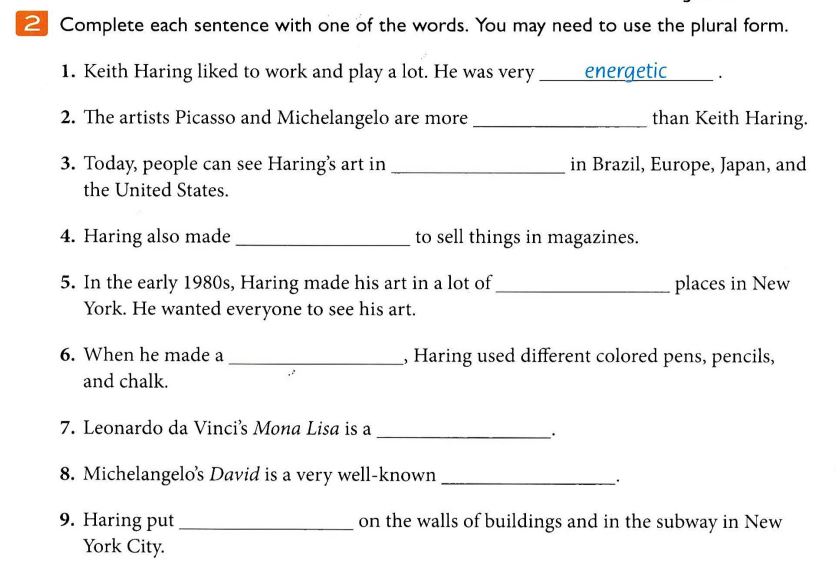 2 Complete each sentence with one of the words. You may need to use the plural form.
1. Keith Haring liked to work and play a lot. He was very energetic .
2. The artists Picasso and Michelangelo are more ________ than Keith Haring.
3. Today, people can see Haring's art in ________ in Brazil, Europe, Japan, and
the United States.
4. Haring also made ________ to sell things in magazines.
5. In the early 1980s, Haring made his art in a lot of ________ places in New
York. He wanted everyone to see his art.
6. When he made a ________, Haring used different colored pens, pencils,
and chalk.
7. Leonardo da Vinci's Mona Lisa is a ________.
8. Michelangelo's David is a very well-known ________.
9. Haring put ________ on the walls of buildings and in the subway in New
York City.